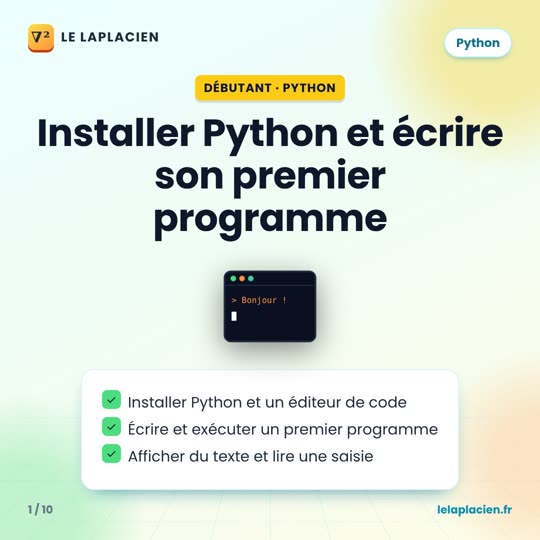 ∇² LE LAPLACIEN
Python
DÉBUTANT · PYTHON
Installer Python et écrire
son premier
programme
> Bonjour !
Installer Python et un éditeur de code
Écrire et exécuter un premier programme
Afficher du texte et lire une saisie
1 / 10
lelaplacien.fr